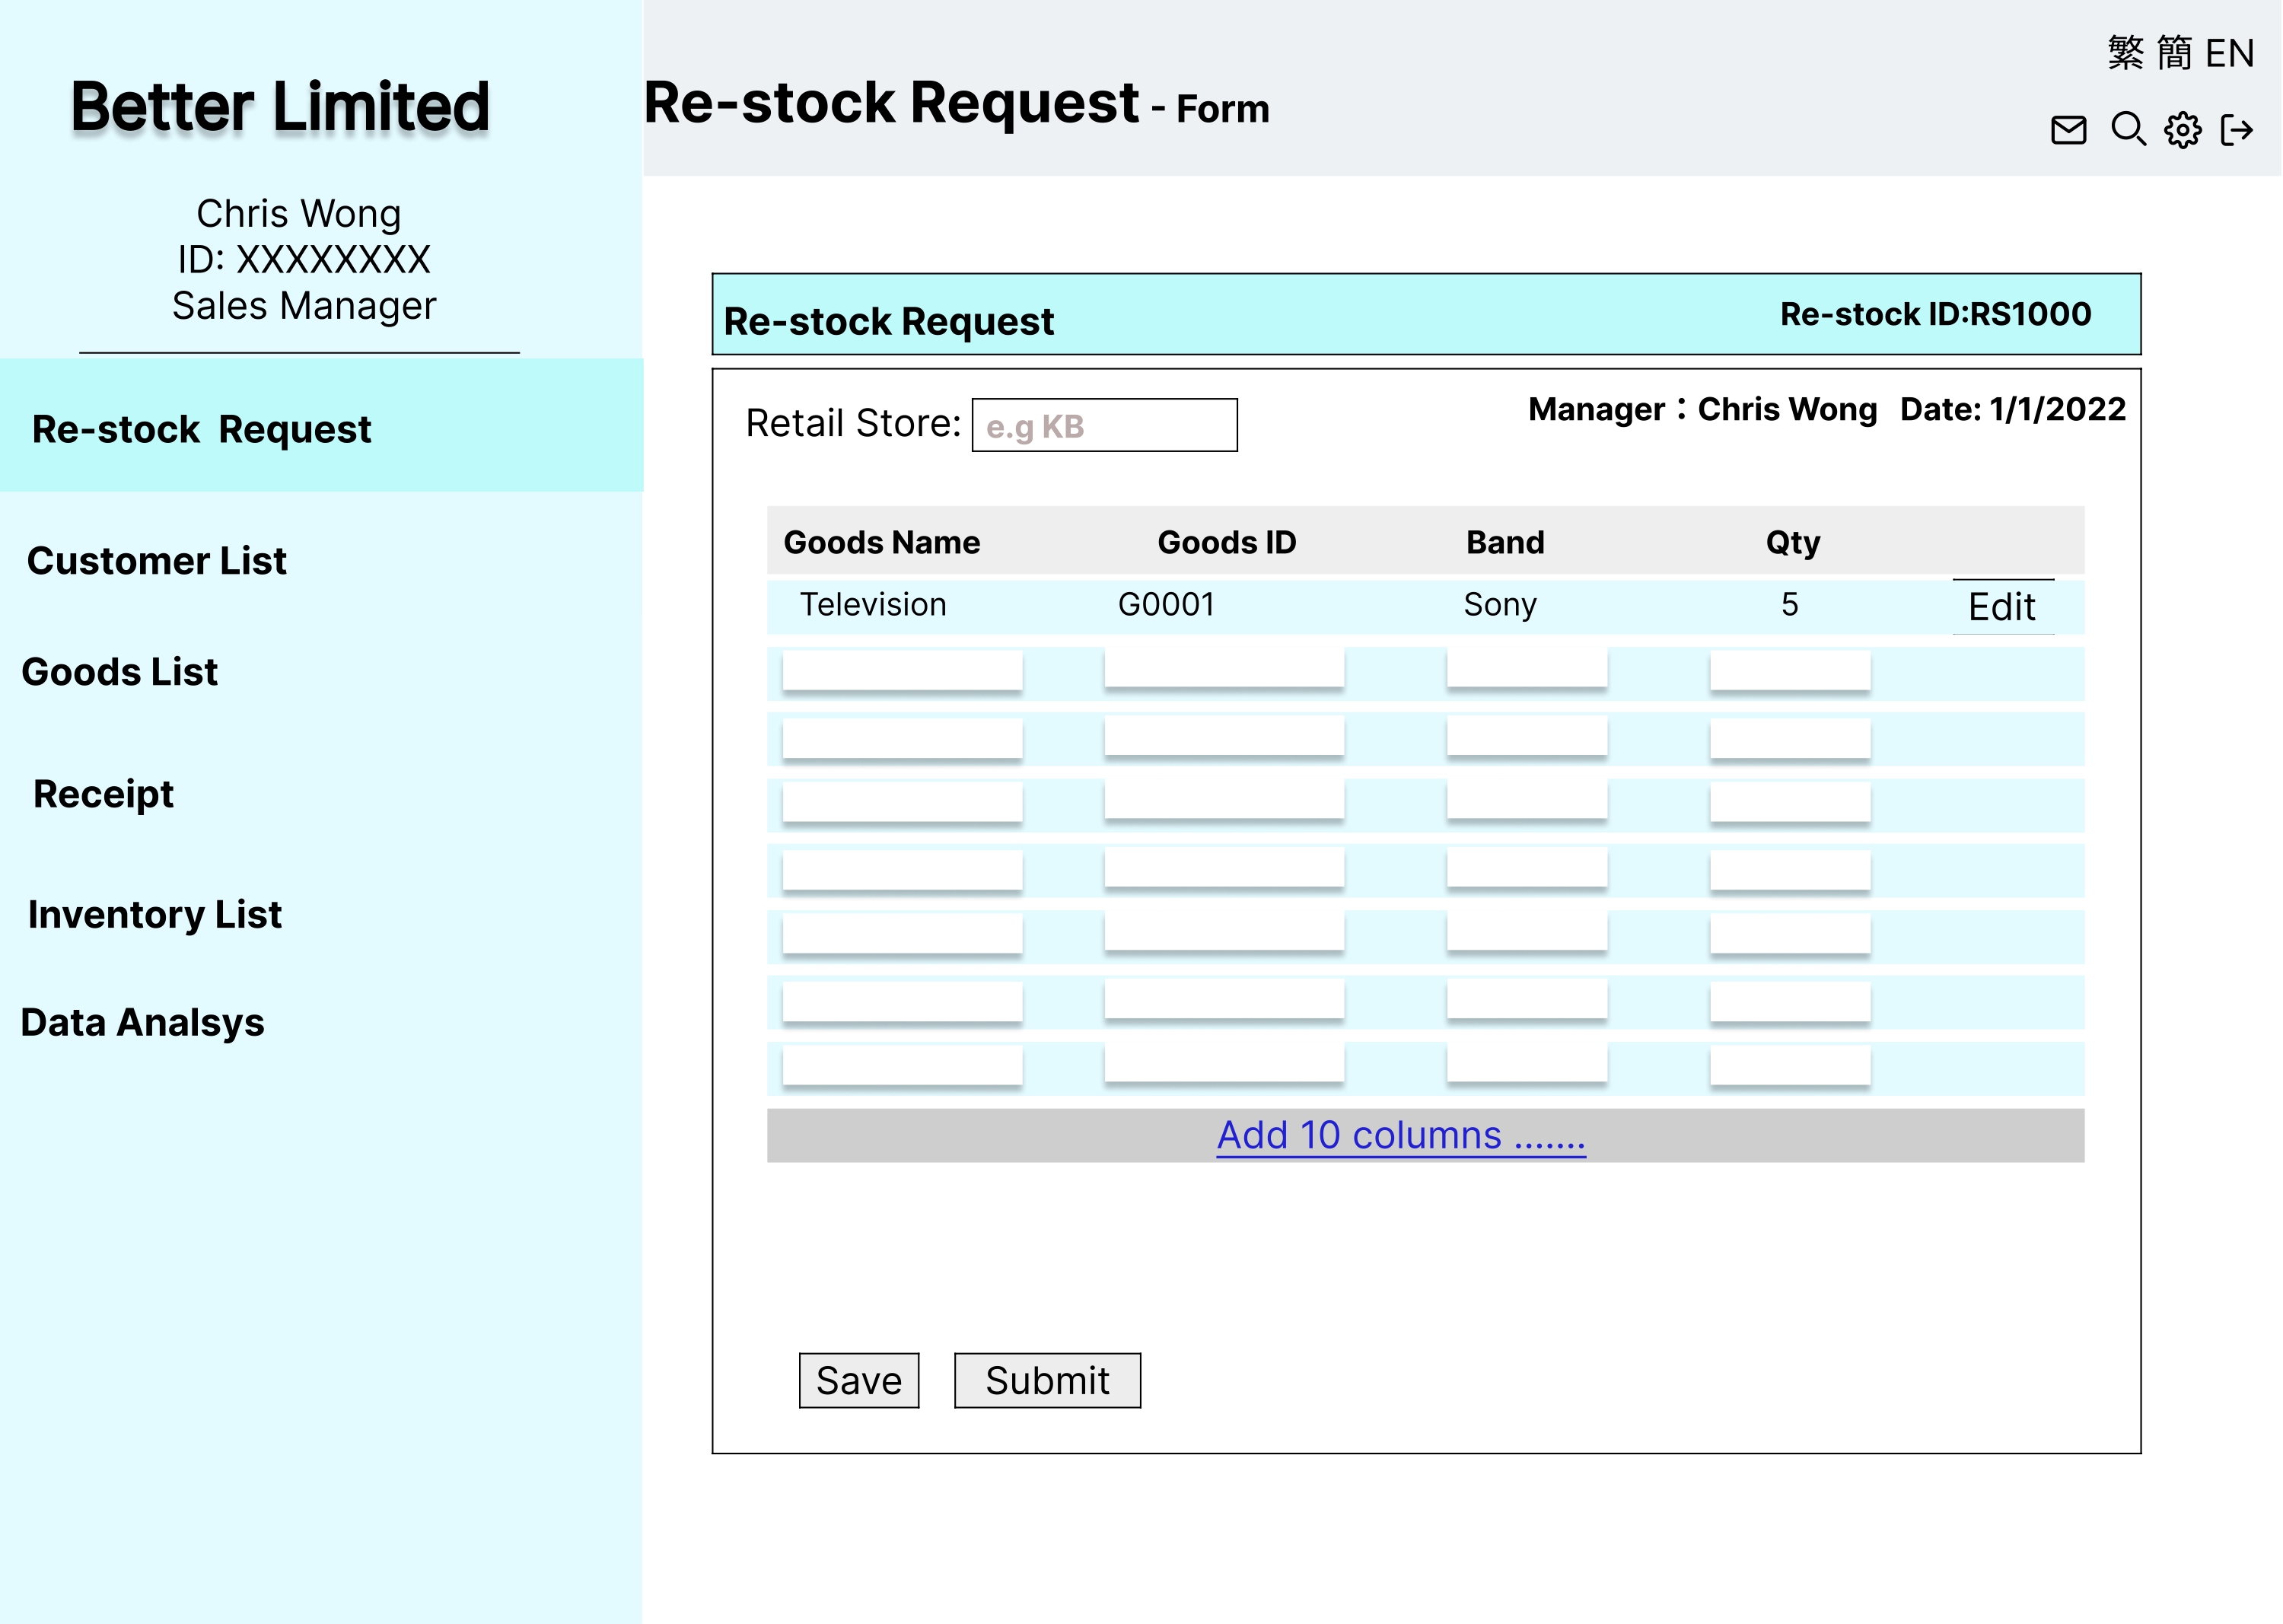 Better Limited
Chris Wong
ID: XXXXXXXX
Sales Manager
Re-stock Request
Customer List
Goods List
Receipt
Inventory List
Data Analsys
繁 簡 EN
Re-stock Request - Form
Re-stock Request
Re-stock ID:RS1000
Retail Store: e.g KB
Manager：Chris Wong Date: 1/1/2022
Goods Name Goods ID Band Qty
Television G0001 Sony 5 Edit
Add 10 columns .......
Save Submit